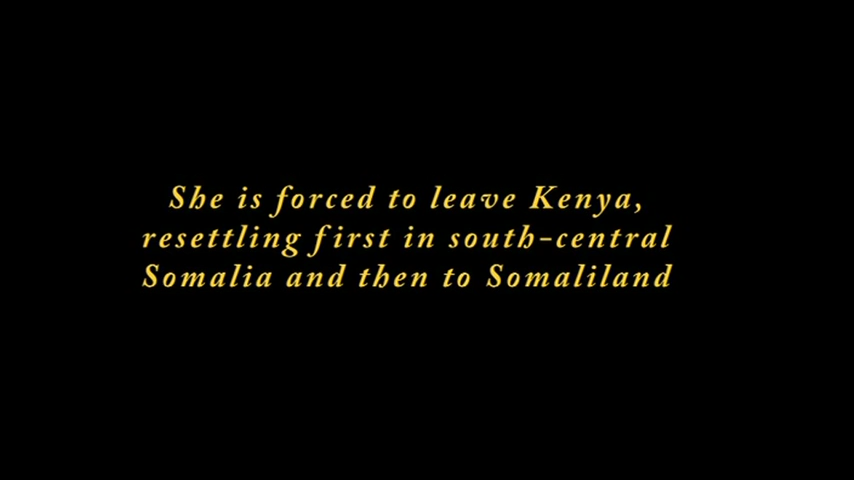 She is forced to leave Kenya,
resettling first in south-central
Somalia and then to Somaliland